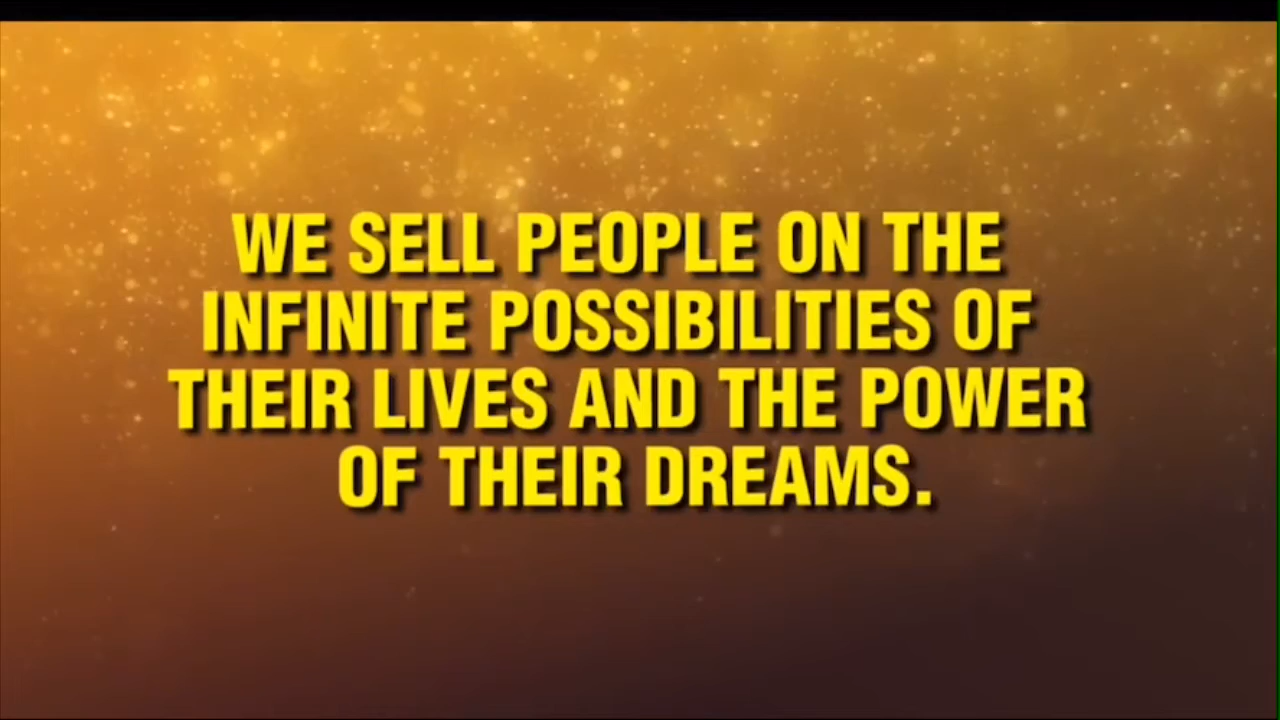 WE SELL PEOPLE ON THE
INFINITE POSSIBILITIES OF
THEIR LIVES AND THE POWER
OF THEIR DREAMS.